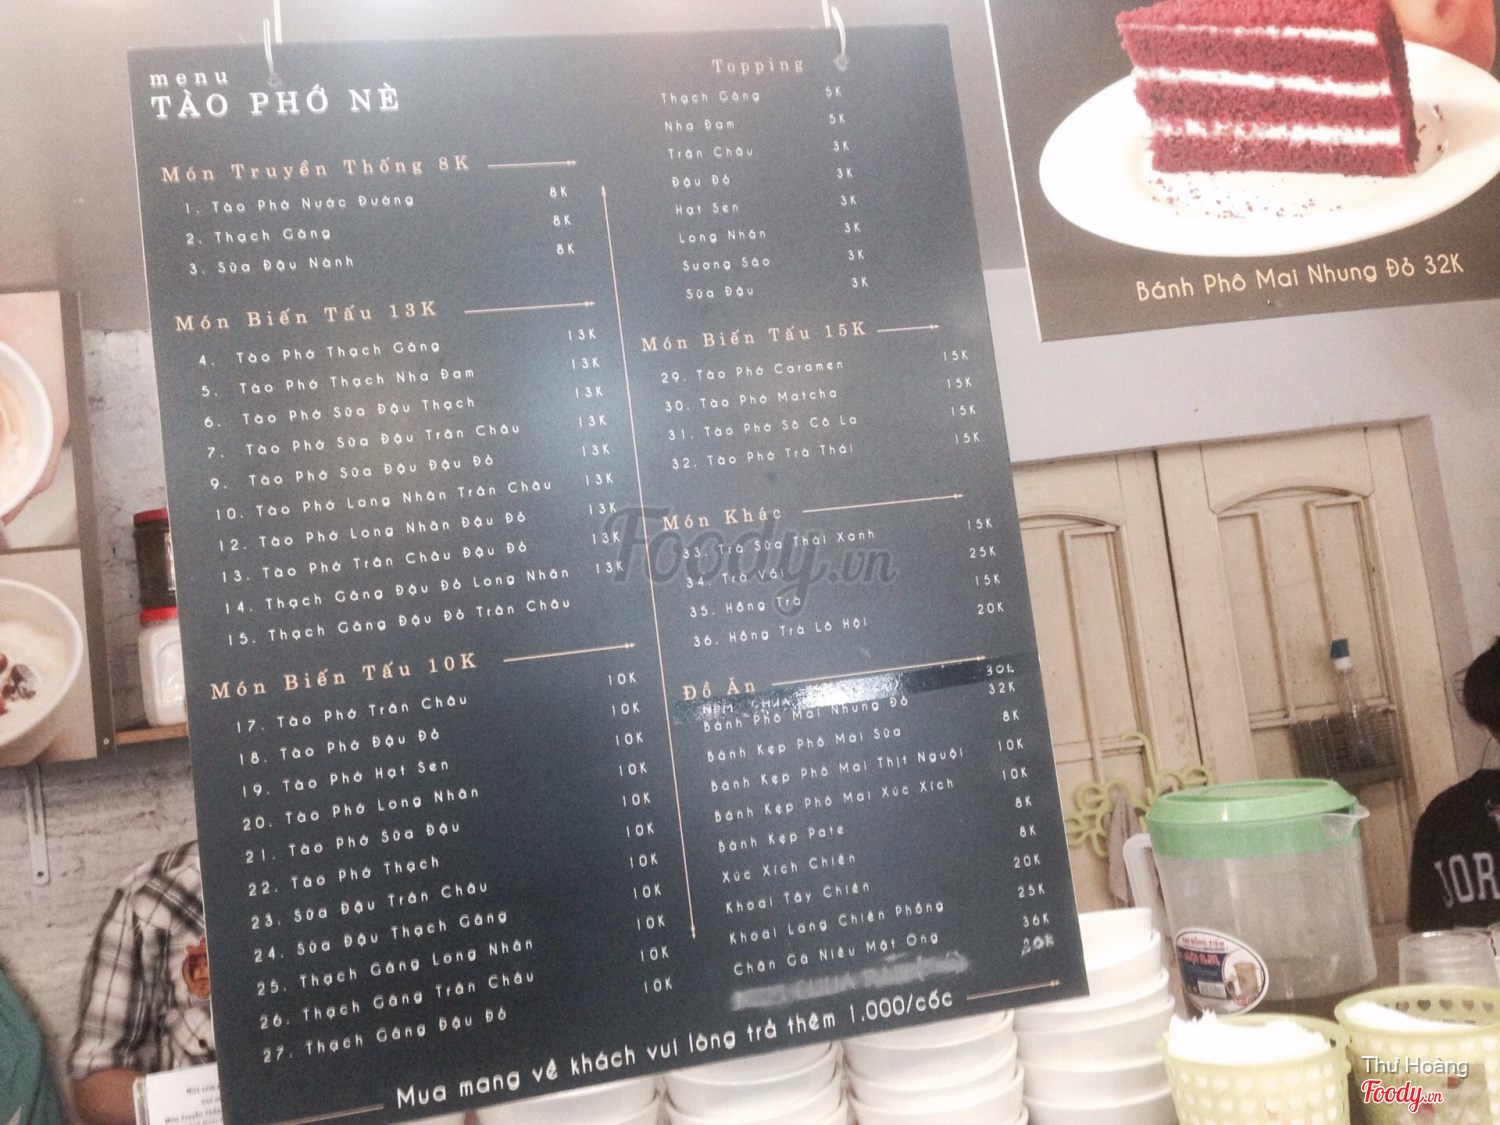 menu
TÀO PHỚ NÈ
Món Truyền Thống 8K
1. Tào Phớ Nước Đường 8K
2. Thạch Găng 8K
3. Sữa Đậu Nành 8K
Món Biến Tấu 13K
4. Tào Phớ Thạch Găng 13K
5. Tào Phớ Thạch Nha Đam 13K
6. Tào Phớ Sữa Đậu Thạch 13K
7. Tào Phớ Sữa Đậu Trân Châu 13K
9. Tào Phớ Sữa Đậu Đậu Đỏ 13K
10. Tào Phớ Long Nhãn Trân Châu 13K
12. Tào Phớ Long Nhãn Đậu Đỏ 13K
13. Tào Phớ Trân Châu Đậu Đỏ 13K
14. Thạch Găng Đậu Đỏ Long Nhãn 13K
15. Thạch Găng Đậu Đỏ Trân Châu
Món Biến Tấu 10K
17. Tào Phớ Trân Châu 10K
18. Tào Phớ Đậu Đỏ 10K
19. Tào Phớ Hạt Sen 10K
20. Tào Phớ Long Nhãn 10K
21. Tào Phớ Sữa Đậu 10K
22. Tào Phớ Thạch 10K
23. Sữa Đậu Trân Châu 10K
24. Sữa Đậu Thạch Găng 10K
25. Thạch Găng Long Nhãn 10K
26. Thạch Găng Trân Châu 10K
27. Thạch Găng Đậu Đỏ 10K
Topping
Thạch Găng 5K
Nha Đam 5K
Trân Châu 3K
Đậu Đỏ 3K
Hạt Sen 3K
Long Nhãn 3K
Sương Sáo 3K
Sữa Đậu 3K
Món Biến Tấu 15K
29. Tào Phớ Caramen 15K
30. Tào Phớ Matcha 15K
31. Tào Phớ Sô Cô La 15K
32. Tào Phớ Trà Thái 15K
Món Khác
33. Trà Sữa Thái Xanh 15K
34. Trà Vải 25K
35. Hồng Trà 15K
36. Hồng Trà Lô Hội 20K
Đồ Ăn
NEM CHUA 30K
Bánh Phô Mai Nhung Đỏ 32K
Bánh Kẹp Phô Mai Sữa 8K
Bánh Kẹp Phô Mai Thịt Nguội 10K
Bánh Kẹp Phô Mai Xúc Xích 10K
Bánh Kẹp Pate 8K
Xúc Xích Chiên 8K
Khoai Tây Chiên 20K
Khoai Lang Chiên Phồng 25K
Chân Gà Niêu Mật Ong 36K
20K
Mua mang về khách vui lòng trả thêm 1.000/cốc
Bánh Phô Mai Nhung Đỏ 32K
Foody.vn
JOR
Thư Hoàng
Foody.vn